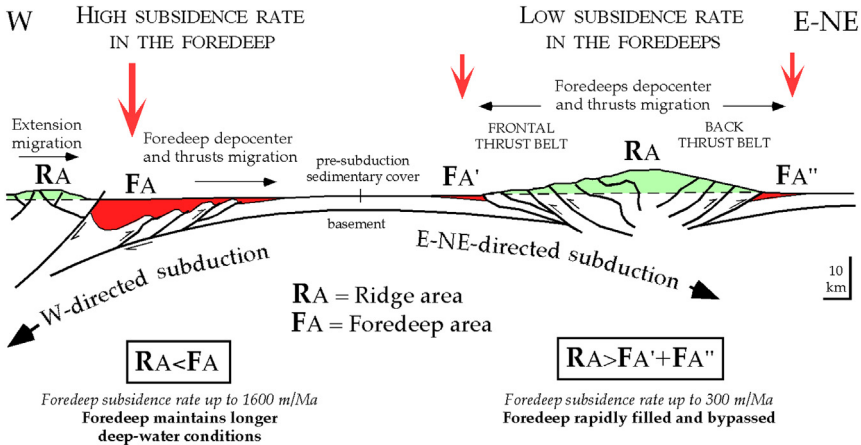 W
HIGH SUBSIDENCE RATE
IN THE FOREDEEP
LOW SUBSIDENCE RATE
IN THE FOREDEEPS
E-NE
Foredeeps depocenter
and thrusts migration
Extension
migration
Foredeep depocenter
and thrusts migration
FRONTAL
THRUST BELT
BACK
THRUST BELT
RA
FA
pre-subduction
sedimentary cover
FA'
RA
FA"
basement
W-directed subduction
E-NE-directed subduction
10
km
RA = Ridge area
FA = Foredeep area
RA<FA
Foredeep subsidence rate up to 1600 m/Ma
Foredeep maintains longer
deep-water conditions
RA>FA'+FA"
Foredeep subsidence rate up to 300 m/Ma
Foredeep rapidly filled and bypassed